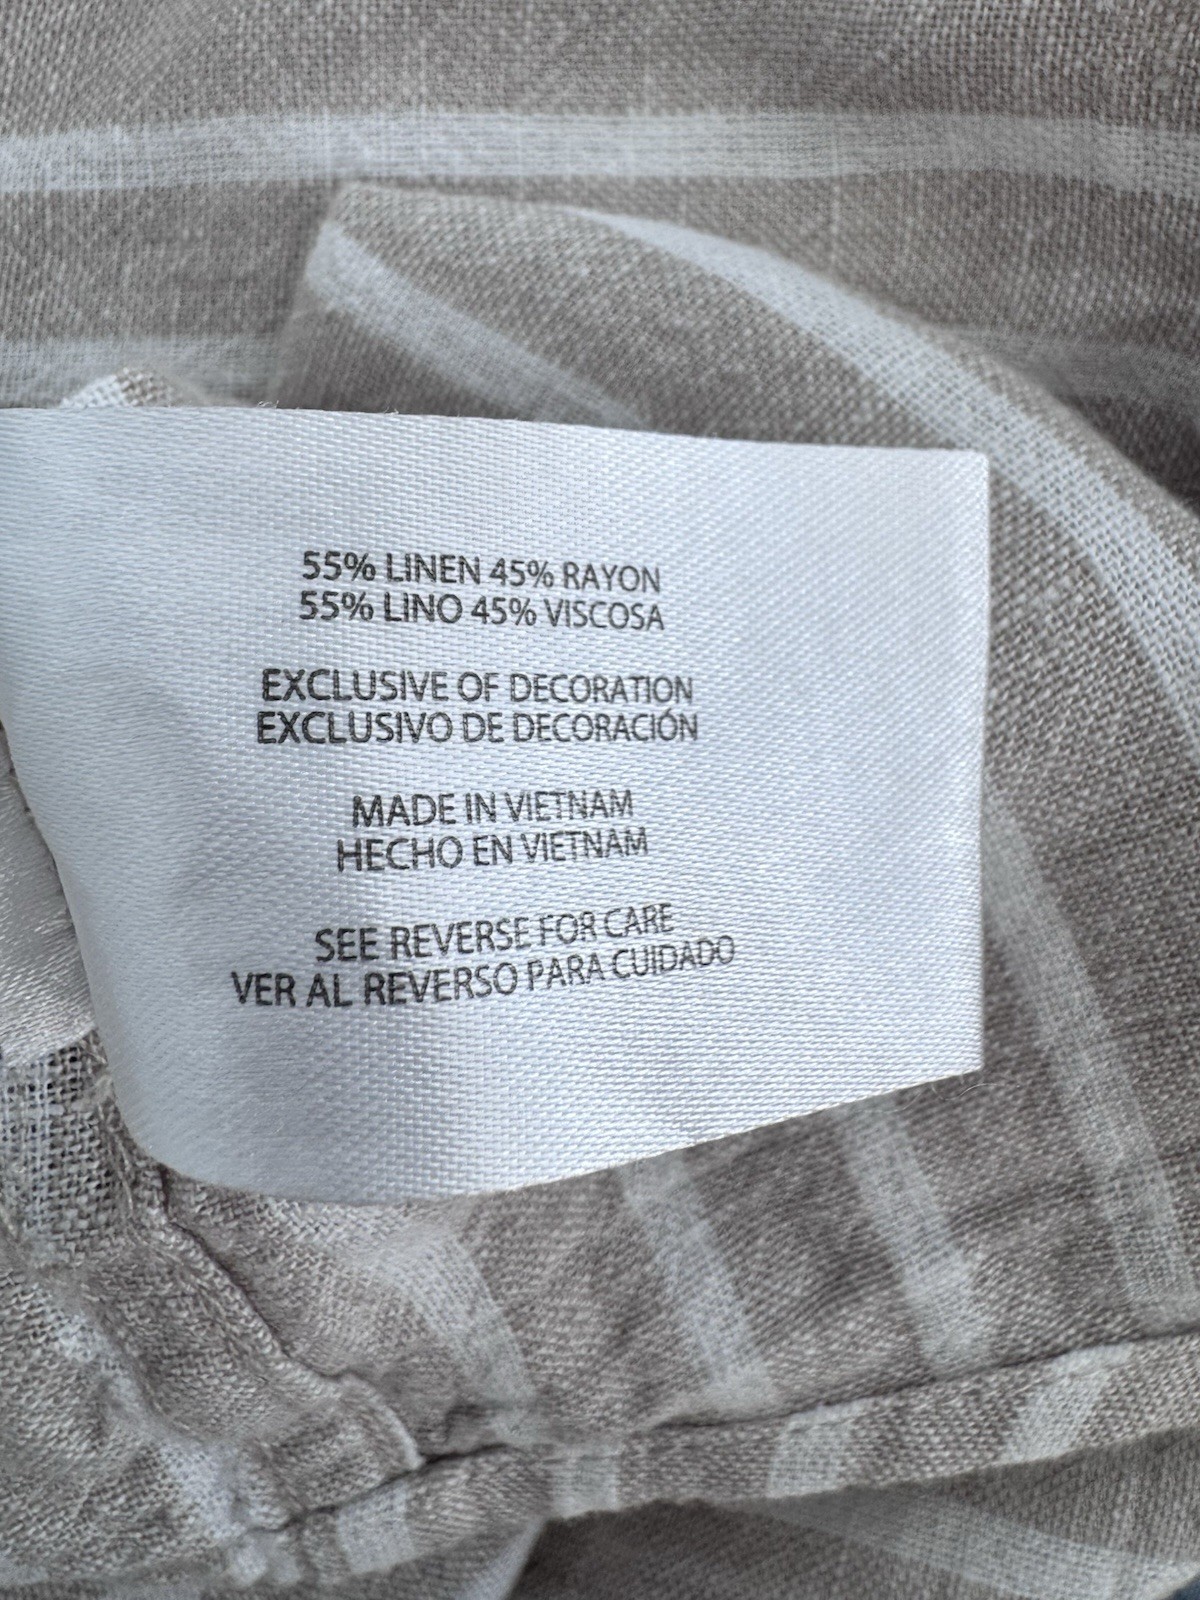 55% LINEN 45% RAYON
55% LINO 45% VISCOSA
EXCLUSIVE OF DECORATION
EXCLUSIVO DE DECORACIÓN
MADE IN VIETNAM
HECHO EN VIETNAM
SEE REVERSE FOR CARE
VER AL REVERSO PARA CUIDADO